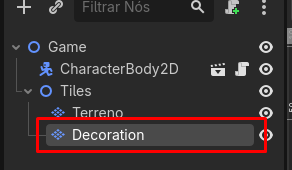 Filtrar Nós
Game
CharacterBody2D
Tiles
Terreno
Decoration